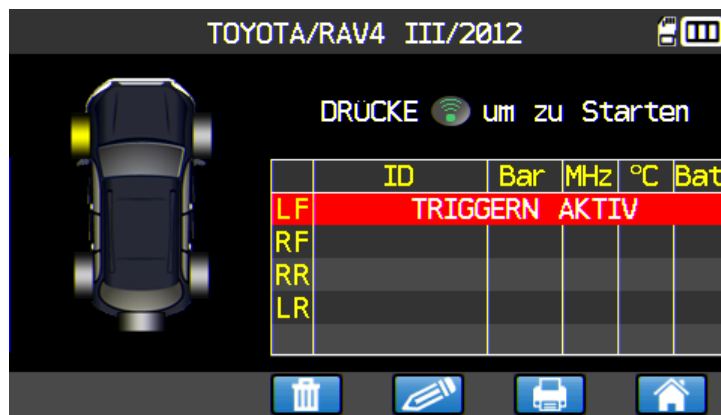 TOYOTA/RAV4 III/2012
DRÜCKE um zu Starten
ID Bar MHz °C Bat
LF TRIGGERN AKTIV
RF
RR
LR